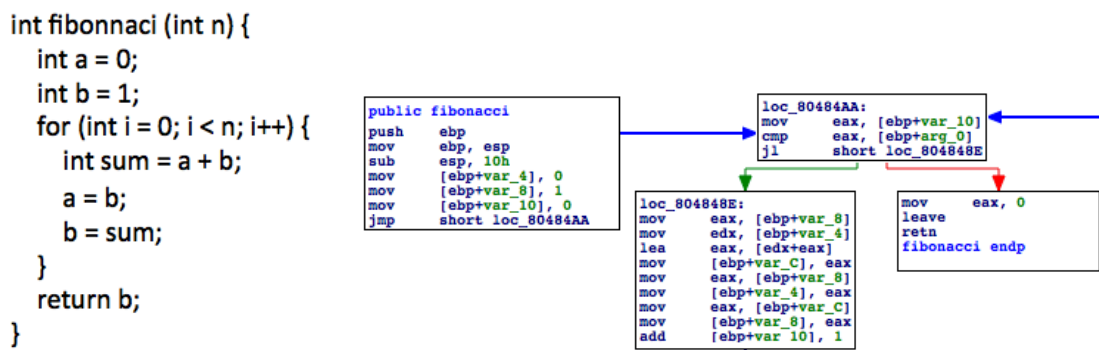 int fibonnaci (int n) {
int a = 0;
int b = 1;
for (int i = 0; i < n; i++) {
int sum = a + b;
a = b;
b = sum;
}
return b;
}
public fibonacci
push ebp
mov ebp, esp
sub esp, 10h
mov [ebp+var_4], 0
mov [ebp+var_8], 1
mov [ebp+var_10], 0
jmp short loc_80484AA
loc_80484AA:
mov eax, [ebp+var_10]
cmp eax, [ebp+arg_0]
jl short loc_804848E
loc_804848E:
mov eax, [ebp+var_8]
mov edx, [ebp+var_4]
lea eax, [edx+eax]
mov [ebp+var_C], eax
mov eax, [ebp+var_8]
mov [ebp+var_4], eax
mov eax, [ebp+var_C]
mov [ebp+var_8], eax
add [ebp+var_10], 1
mov eax, 0
leave
retn
fibonacci endp